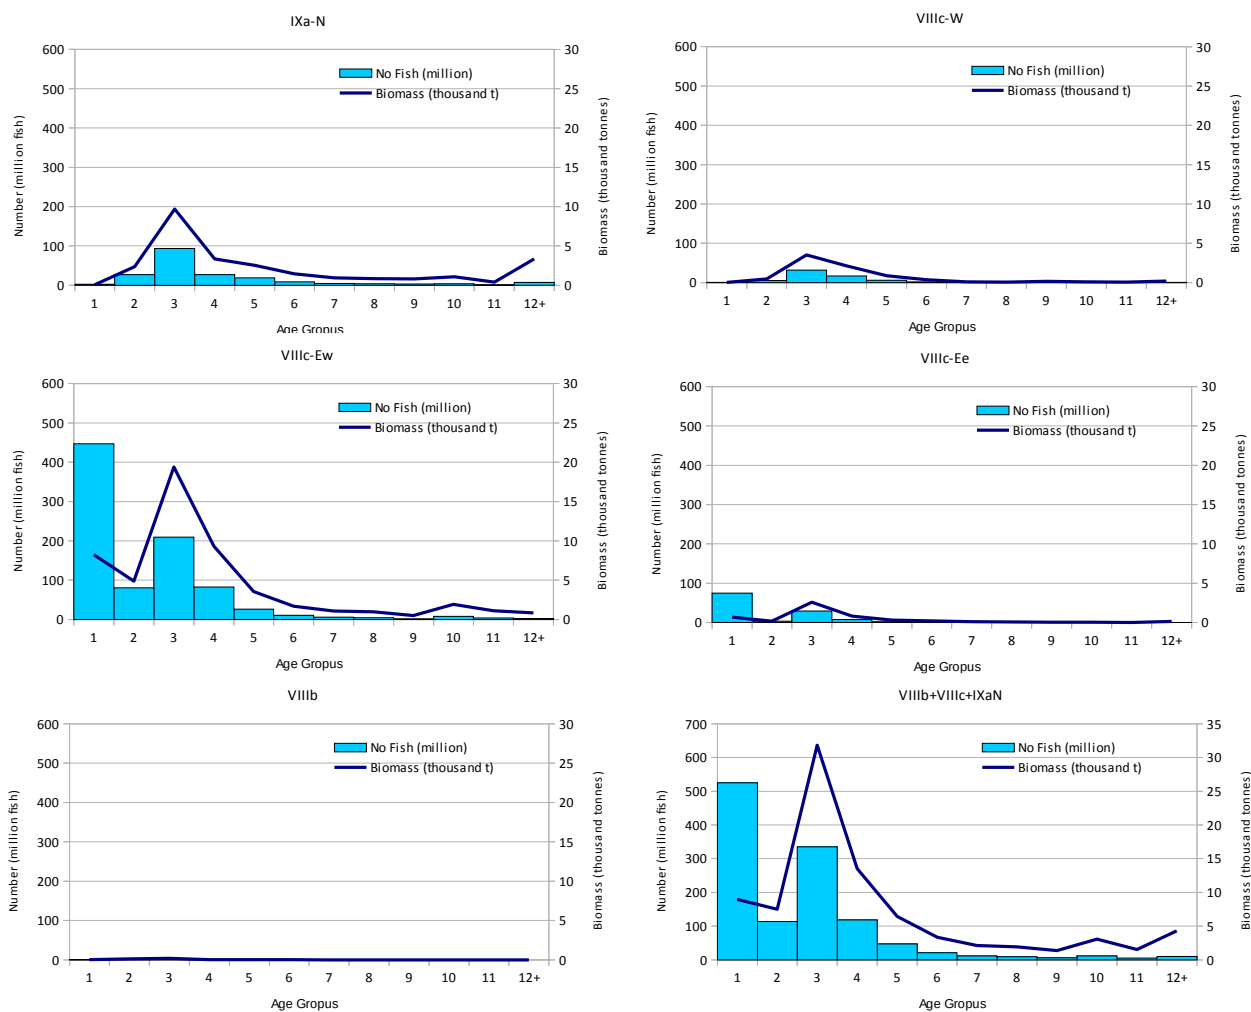 IXa-N
600
500
400
300
200
100
0
30
25
20
15
10
5
0
No Fish (million)
Biomass (thousand t)
Number (million fish)
Biomass (thousand tonnes)
1 2 3 4 5 6 7 8 9 10 11 12+
Age Gropus
VIIIc-W
600
500
400
300
200
100
0
30
25
20
15
10
5
0
No Fish (million)
Biomass (thousand t)
Number (million fish)
Biomass (thousand tonnes)
1 2 3 4 5 6 7 8 9 10 11 12+
Age Gropus
VIIIc-Ew
600
500
400
300
200
100
0
30
25
20
15
10
5
0
No Fish (million)
Biomass (thousand t)
Number (million fish)
Biomass (thousand tonnes)
1 2 3 4 5 6 7 8 9 10 11 12+
Age Gropus
VIIIc-Ee
600
500
400
300
200
100
0
30
25
20
15
10
5
0
No Fish (million)
Biomass (thousand t)
Number (million fish)
Biomass (thousand tonnes)
1 2 3 4 5 6 7 8 9 10 11 12+
Age Gropus
VIIIb
600
500
400
300
200
100
0
30
25
20
15
10
5
0
No Fish (million)
Biomass (thousand t)
Number (million fish)
Biomass (thousand tonnes)
1 2 3 4 5 6 7 8 9 10 11 12+
Age Gropus
VIIIb+VIIIc+IXaN
700
600
500
400
300
200
100
0
35
30
25
20
15
10
5
0
No Fish (million)
Biomass (thousand t)
Number (million fish)
Biomass (thousand tonnes)
1 2 3 4 5 6 7 8 9 10 11 12+
Age Gropus